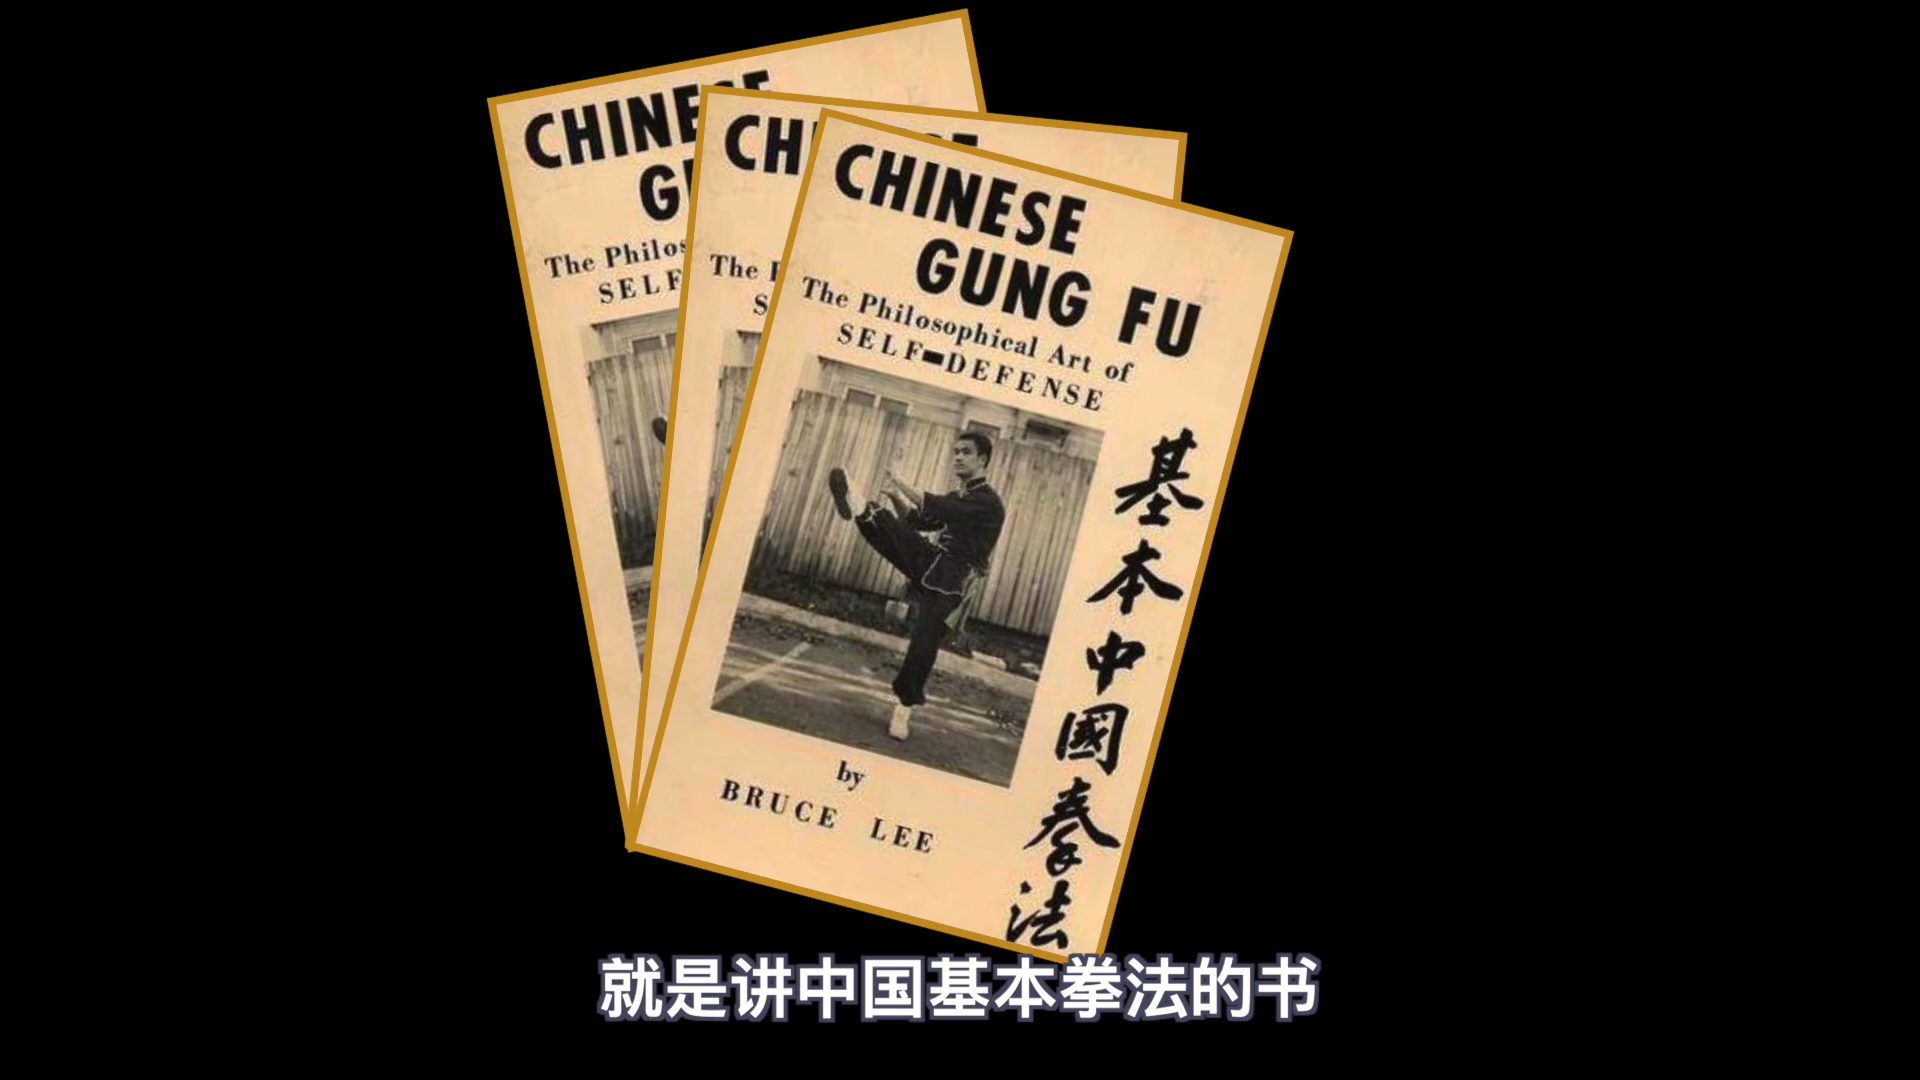 CHINESE
GUNG FU
The Philosophical Art of
SELF-DEFENSE
基本中國拳法
by
BRUCE LEE
就是讲中国基本拳法的书